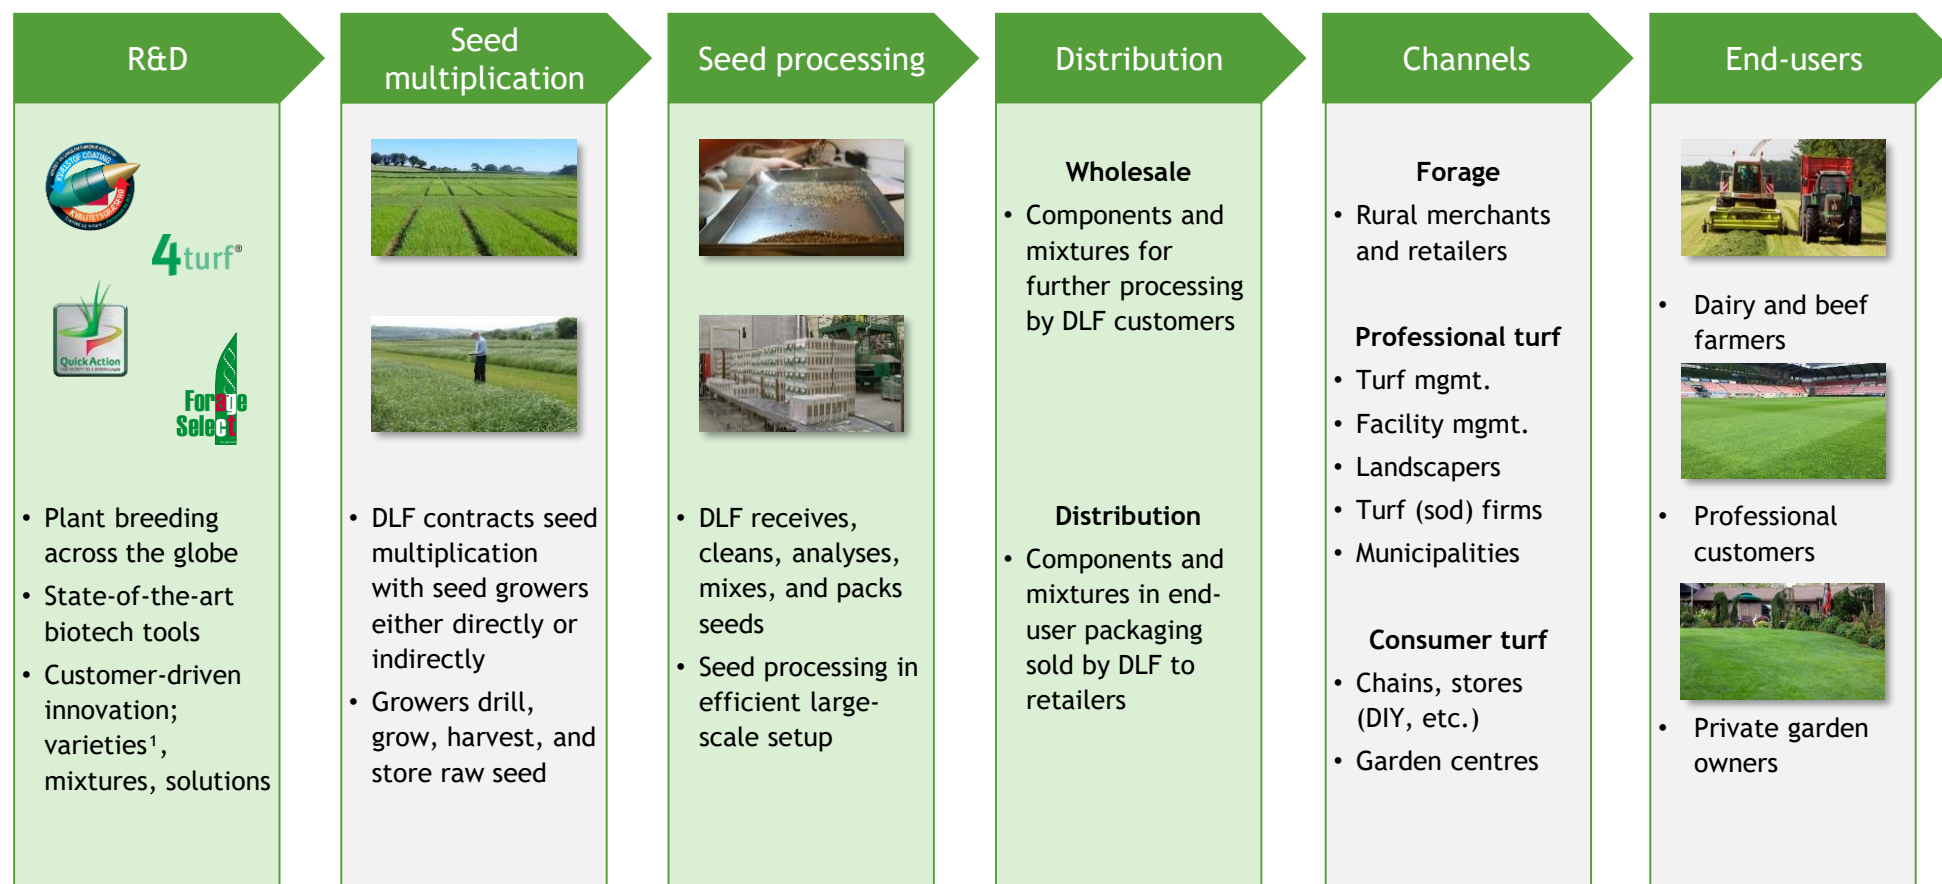 R&D
Seed
multiplication
Seed processing
Distribution
Channels
End-users
KVÆLSTOF COATING
KVALITETSGRÆSFRØ
4turf®
Quick Action
Forage
Select
• Plant breeding
across the globe
• State-of-the-art
biotech tools
• Customer-driven
innovation;
varieties¹,
mixtures, solutions
• DLF contracts seed
multiplication
with seed growers
either directly or
indirectly
• Growers drill,
grow, harvest, and
store raw seed
• DLF receives,
cleans, analyses,
mixes, and packs
seeds
• Seed processing in
efficient large-
scale setup
Wholesale
• Components and
mixtures for
further processing
by DLF customers
Distribution
• Components and
mixtures in end-
user packaging
sold by DLF to
retailers
Forage
• Rural merchants
and retailers
Professional turf
• Turf mgmt.
• Facility mgmt.
• Landscapers
• Turf (sod) firms
• Municipalities
Consumer turf
• Chains, stores
(DIY, etc.)
• Garden centres
• Dairy and beef
farmers
• Professional
customers
• Private garden
owners